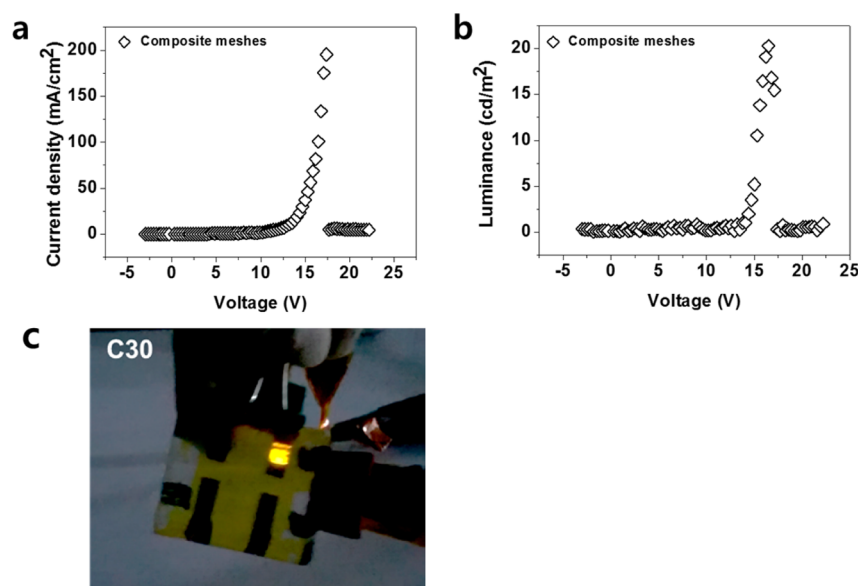 a
Composite meshes
Current density (mA/cm²)
200
150
100
50
0
-5 0 5 10 15 20 25
Voltage (V)
b
Composite meshes
Luminance (cd/m²)
20
15
10
5
0
-5 0 5 10 15 20 25
Voltage (V)
c
C30